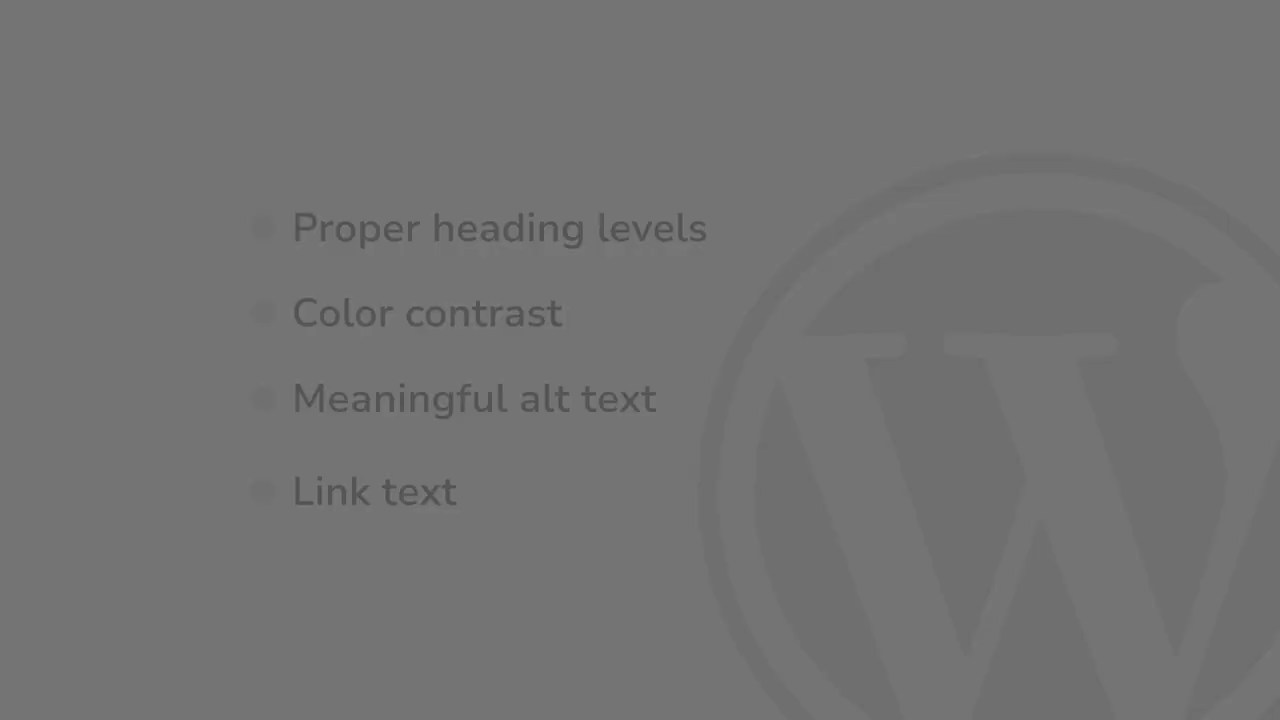 Proper heading levels
Color contrast
Meaningful alt text
Link text